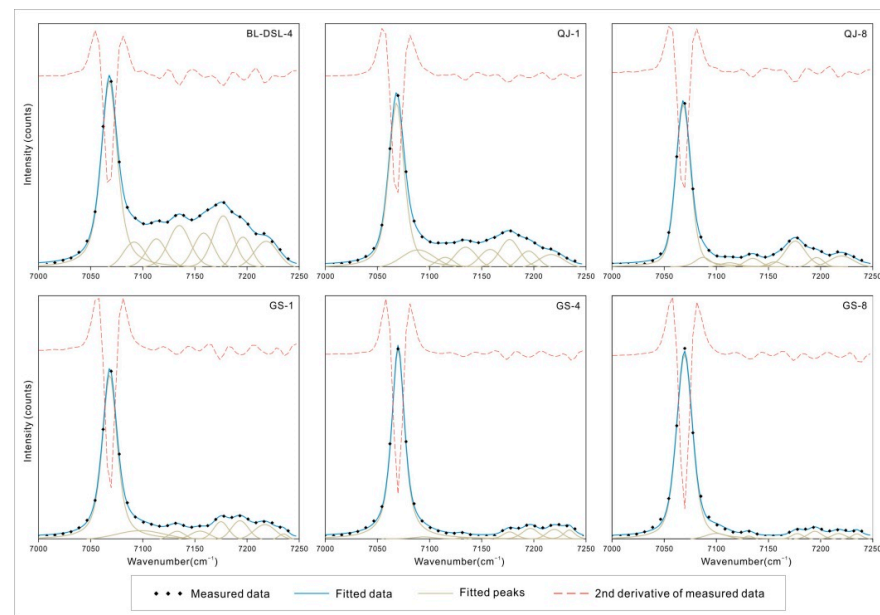 BL-DSL-4
QJ-1
QJ-8
Intensity (counts)
7000 7050 7100 7150 7200 7250
7000 7050 7100 7150 7200 7250
7000 7050 7100 7150 7200 7250
GS-1
GS-4
GS-8
Intensity (counts)
7000 7050 7100 7150 7200 7250
7000 7050 7100 7150 7200 7250
7000 7050 7100 7150 7200 7250
Wavenumber(cm⁻¹)
Wavenumber(cm⁻¹)
Wavenumber(cm⁻¹)
Measured data Fitted data Fitted peaks 2nd derivative of measured data